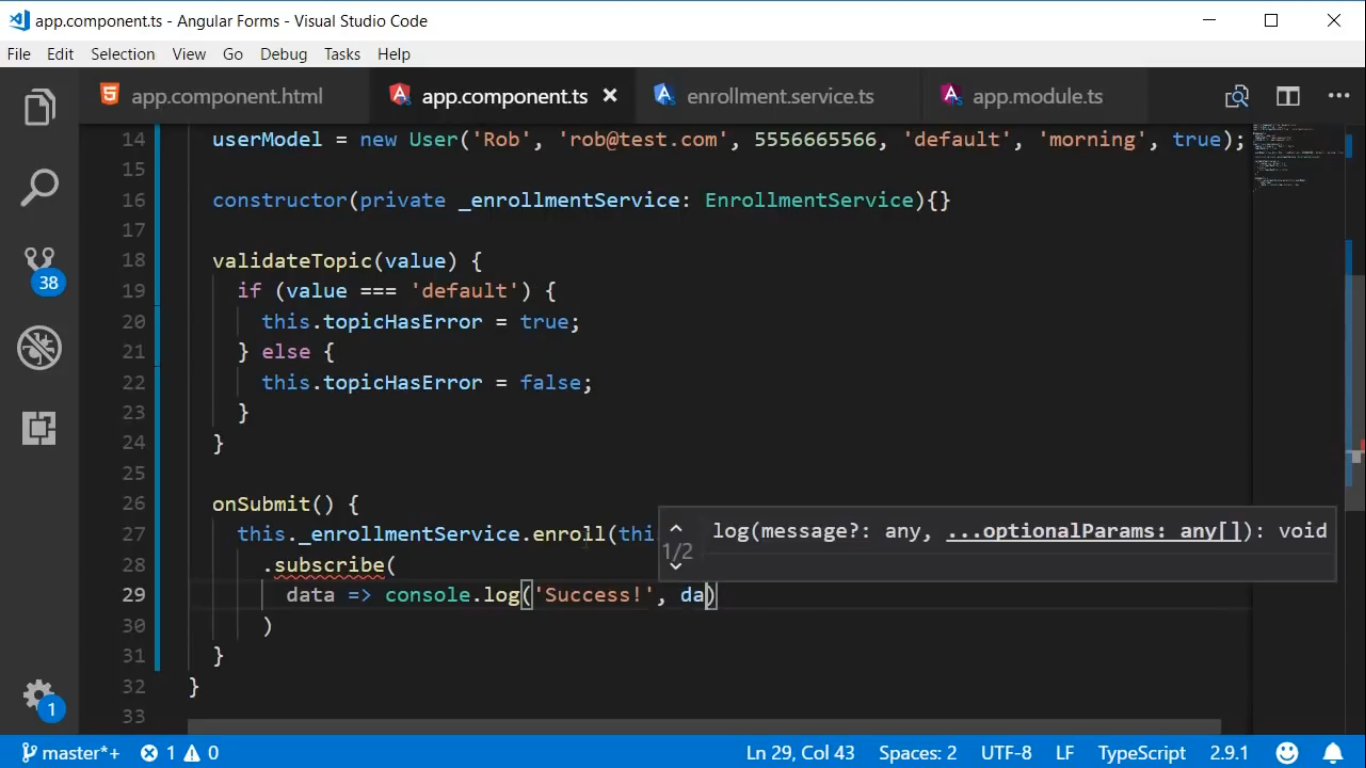 app.component.ts - Angular Forms - Visual Studio Code
File Edit Selection View Go Debug Tasks Help
app.component.html app.component.ts enrollment.service.ts app.module.ts
14 userModel = new User('Rob', 'rob@test.com', 5556665566, 'default', 'morning', true);
15
16 constructor(private _enrollmentService: EnrollmentService){}
17
18 validateTopic(value) {
19 if (value === 'default') {
20 this.topicHasError = true;
21 } else {
22 this.topicHasError = false;
23 }
24 }
25
26 onSubmit() {
27 this._enrollmentService.enroll(thi
log(message?: any, ...optionalParams: any[]): void
1/2
28 .subscribe(
29 data => console.log('Success!', da)
30 )
31 }
32 }
33
38
1
master*+ 1 0 Ln 29, Col 43 Spaces: 2 UTF-8 LF TypeScript 2.9.1